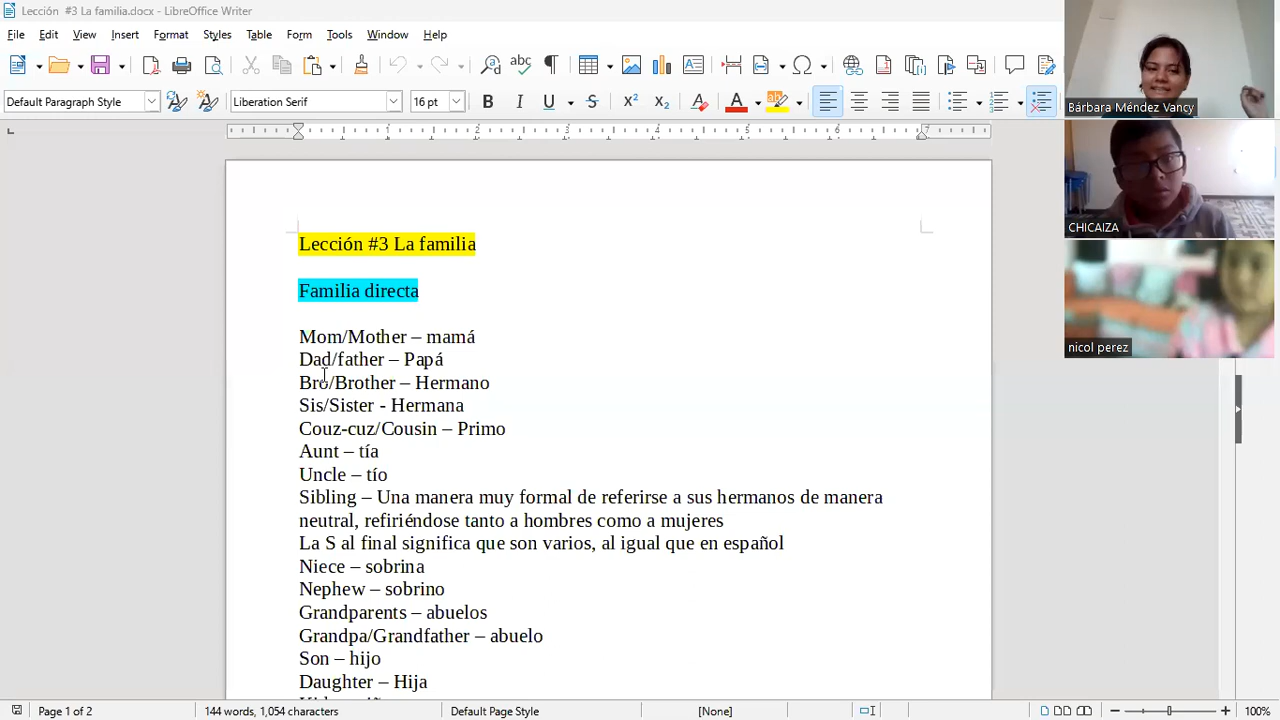 Lección  #3 La familia.docx - LibreOffice Writer
File Edit View Insert Format Styles Table Form Tools Window Help
Default Paragraph Style Liberation Serif 16 pt
Bárbara Méndez Vancy
CHICAIZA
nicol perez
Lección #3 La familia
Familia directa
Mom/Mother – mamá
Dad/father – Papá
Bro/Brother – Hermano
Sis/Sister - Hermana
Couz-cuz/Cousin – Primo
Aunt – tía
Uncle – tío
Sibling – Una manera muy formal de referirse a sus hermanos de manera
neutral, refiriéndose tanto a hombres como a mujeres
La S al final significa que son varios, al igual que en español
Niece – sobrina
Nephew – sobrino
Grandparents – abuelos
Grandpa/Grandfather – abuelo
Son – hijo
Daughter – Hija
Page 1 of 2 144 words, 1,054 characters Default Page Style [None] 100%